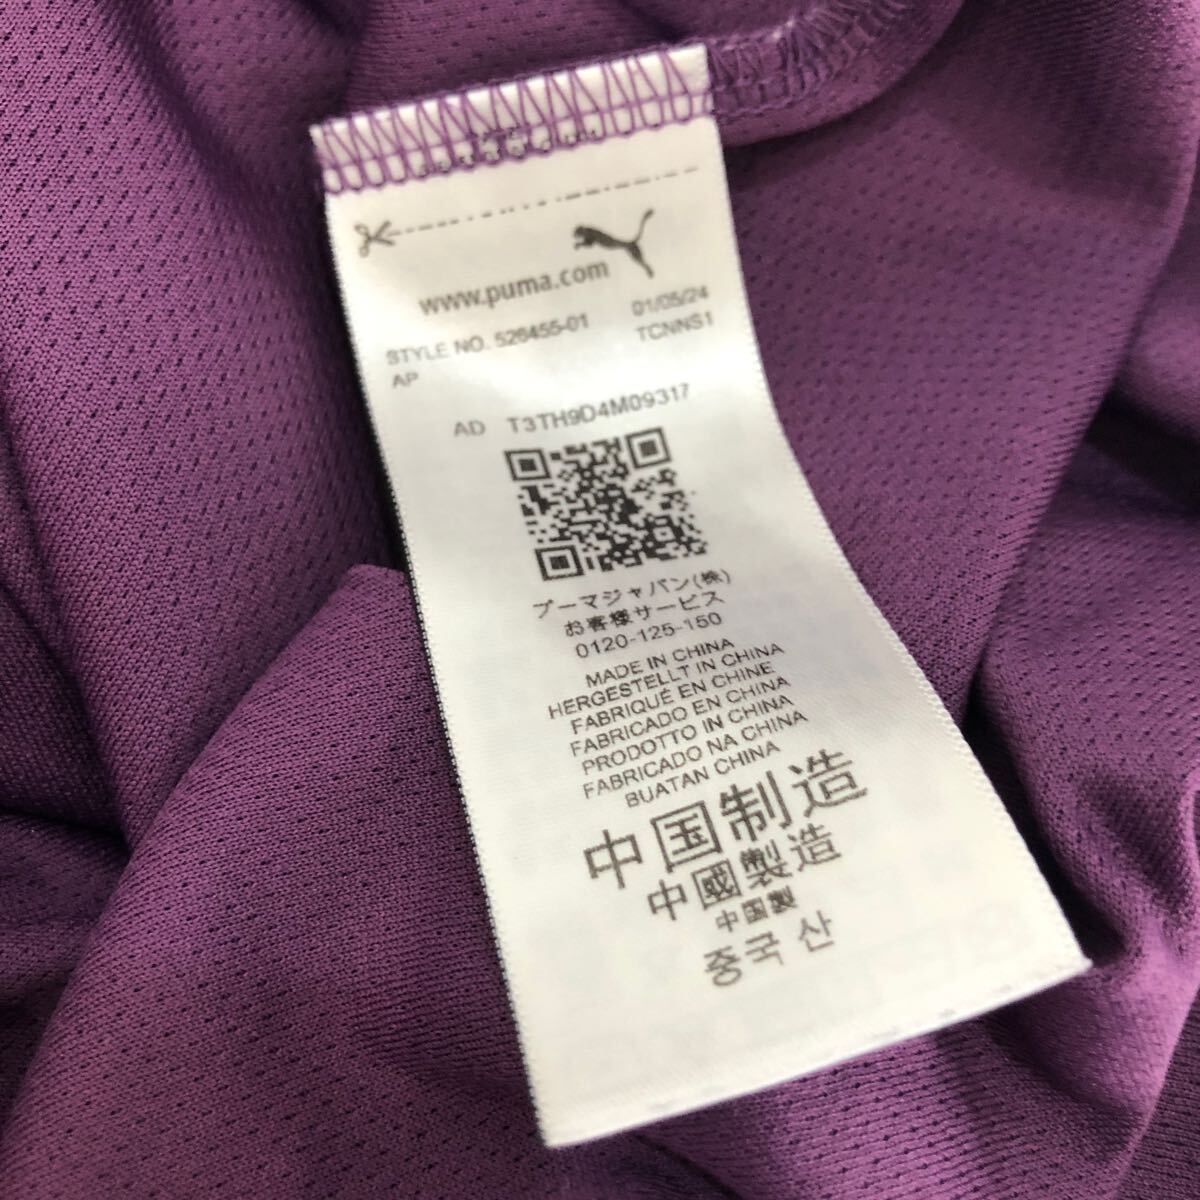 www.puma.com
STYLE NO. 526455-01 01/05/24
AP TCNNS1
AD T3TH9D4M09317
プーマジャパン(株)
お客様サービス
0120-125-150
MADE IN CHINA
HERGESTELLT IN CHINA
FABRIQUÉ EN CHINE
FABRICADO EN CHINA
PRODOTTO IN CHINA
FABRICADO NA CHINA
BUATAN CHINA
中国制造
中國製造
中国製
중국 산